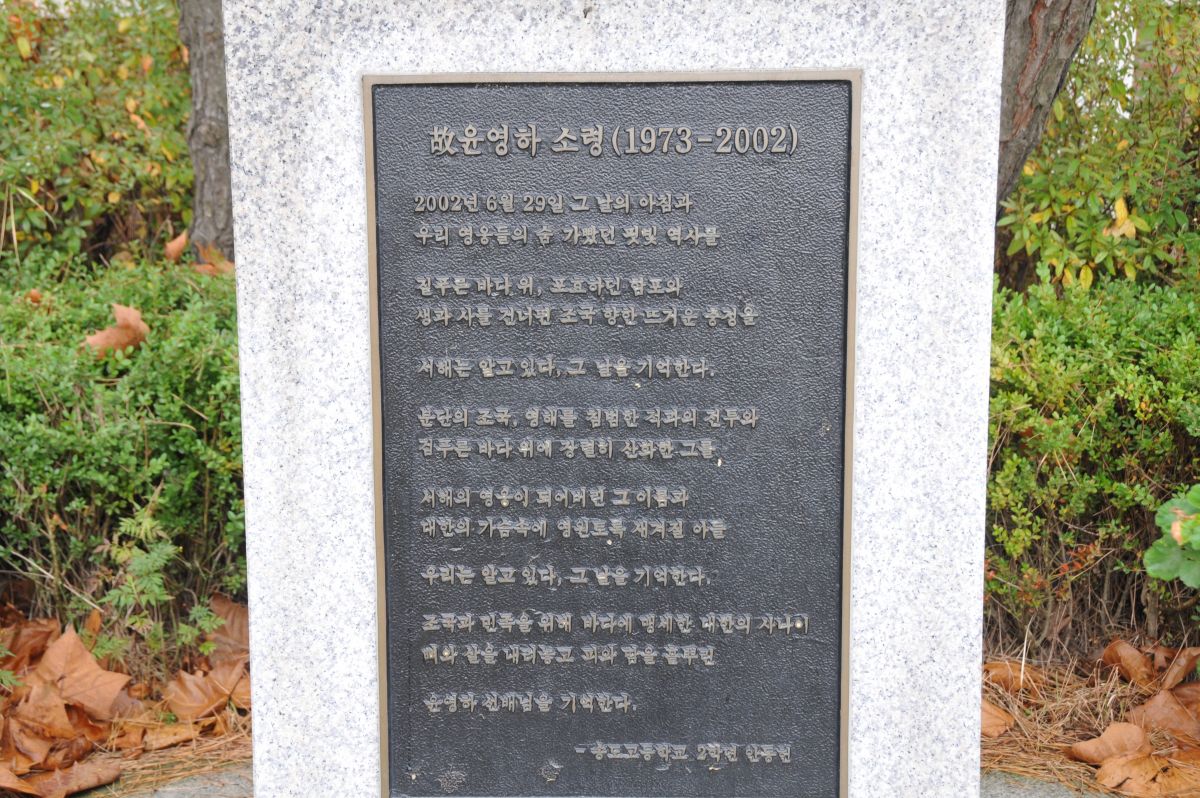 故윤영하 소령(1973-2002)
2002년 6월 29일 그 날의 아침과
우리 영웅들의 숨 가빴던 핏빛 역사를
검푸른 바다 위, 포효하던 함포와
생과 사를 건너편 조국 향한 뜨거운 충정을
서해는 알고 있다, 그 날을 기억한다.
분단의 조국, 영해를 침범한 적과의 전투와
검푸른 바다 위에 장렬히 산화한 그를
서해의 영웅이 되어버린 그 이름과
대한의 가슴속에 영원토록 새겨질 아들
우리는 알고 있다, 그 날을 기억한다.
조국과 민족을 위해 바다에 맹세한 대한의 사나이
뼈와 살을 내려놓고 피와 땀을
윤영하 선배님을 기억한다.
- 송도고등학교 2학년 안동현